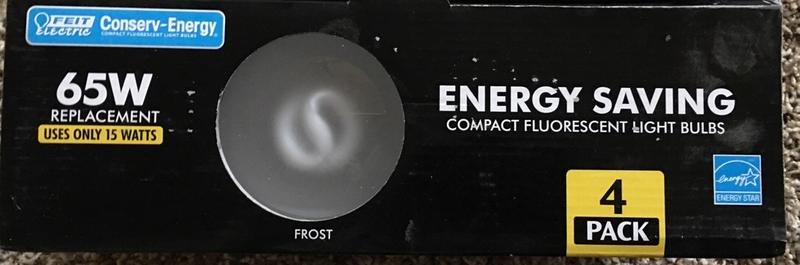 FEIT
electric
Conserv-Energy
COMPACT FLUORESCENT LIGHT BULBS
65W
REPLACEMENT
USES ONLY 15 WATTS
FROST
ENERGY SAVING
COMPACT FLUORESCENT LIGHT BULBS
4
PACK
energy
ENERGY STAR